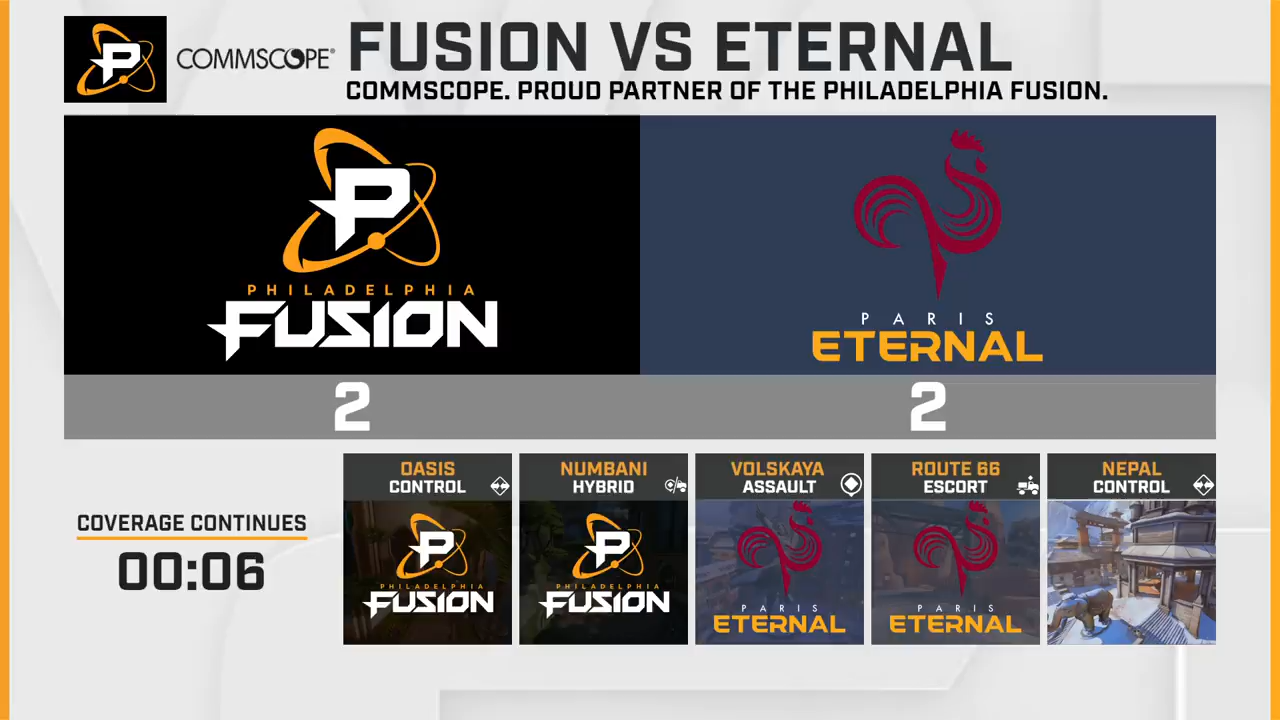 COMMSCOPE®
FUSION VS ETERNAL
COMMSCOPE. PROUD PARTNER OF THE PHILADELPHIA FUSION.
PHILADELPHIA
FUSION
PARIS
ETERNAL
2
2
COVERAGE CONTINUES
00:06
OASIS
CONTROL
PHILADELPHIA
FUSION
NUMBANI
HYBRID
PHILADELPHIA
FUSION
VOLSKAYA
ASSAULT
PARIS
ETERNAL
ROUTE 66
ESCORT
PARIS
ETERNAL
NEPAL
CONTROL